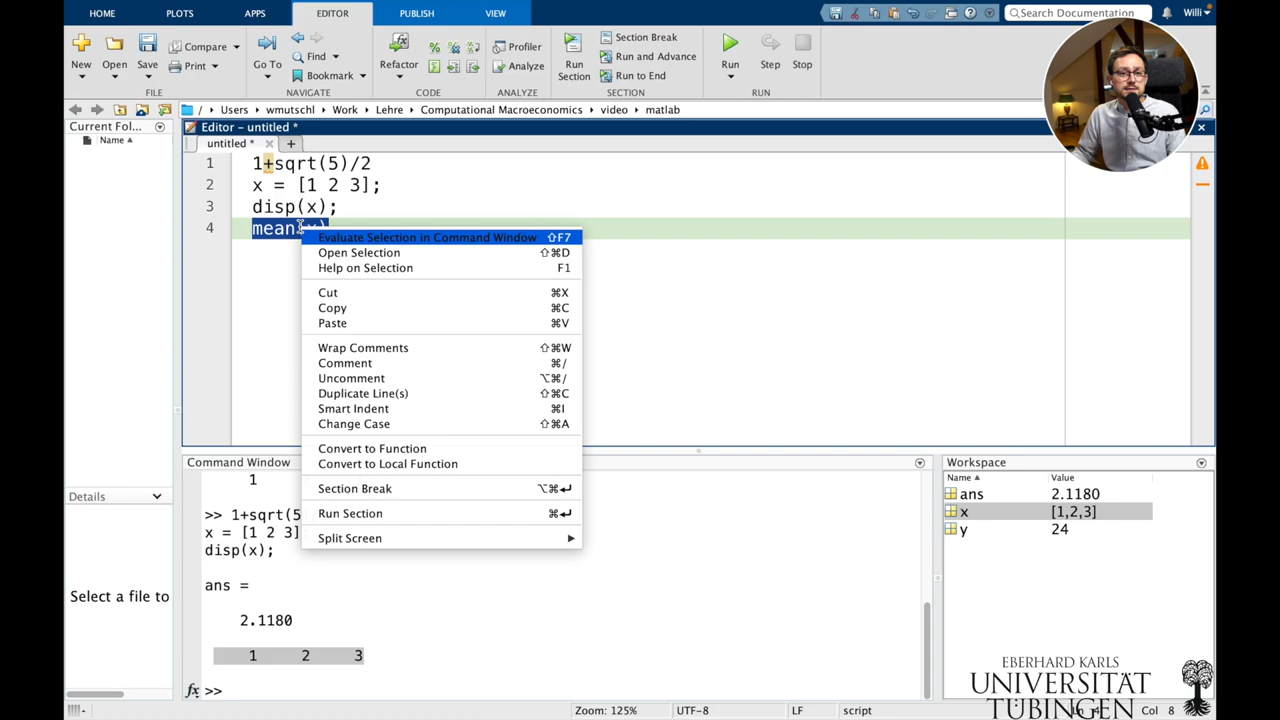 HOME PLOTS APPS EDITOR PUBLISH VIEW Search Documentation Willi
New Open Save Compare Print Go To Find Bookmark Refactor Profiler Analyze Run Section Section Break Run and Advance Run to End Run Step Stop
FILE NAVIGATE CODE ANALYZE SECTION RUN
/ Users wmutschl Work Lehre Computational Macroeconomics video matlab
Current Fol...
Name
Editor - untitled *
untitled *
1 1+sqrt(5)/2
2 x = [1 2 3];
3 disp(x);
4 mean(x)
Evaluate Selection in Command Window ⇧F7
Open Selection ⇧⌘D
Help on Selection F1
Cut ⌘X
Copy ⌘C
Paste ⌘V
Wrap Comments ⇧⌘W
Comment ⌘/
Uncomment ⌥⌘/
Duplicate Line(s) ⇧⌘C
Smart Indent ⌘I
Change Case ⇧⌘A
Convert to Function
Convert to Local Function
Section Break ⌥⌘↩
Run Section ⌘↩
Split Screen
Details
Select a file to
Command Window
1
>> 1+sqrt(5
x = [1 2 3]
disp(x);
ans =
2.1180
1 2 3
fx >>
Workspace
Name Value
ans 2.1180
x [1,2,3]
y 24
EBERHARD KARLS
UNIVERSITÄT
TÜBINGEN
Zoom: 125% UTF-8 LF script Col 8